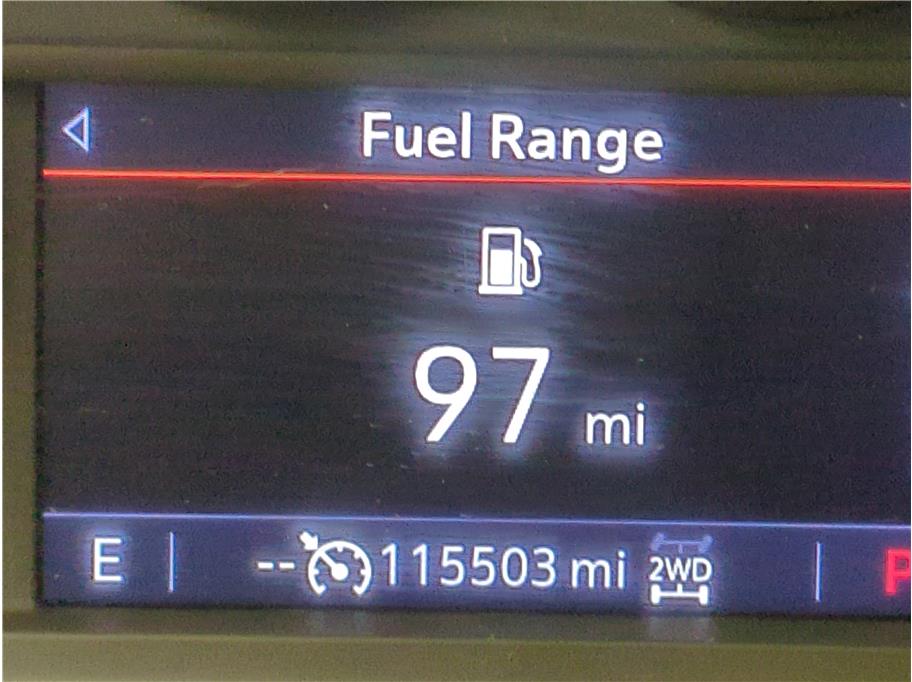 Fuel Range
97 mi
E -- 115503 mi 2WD P